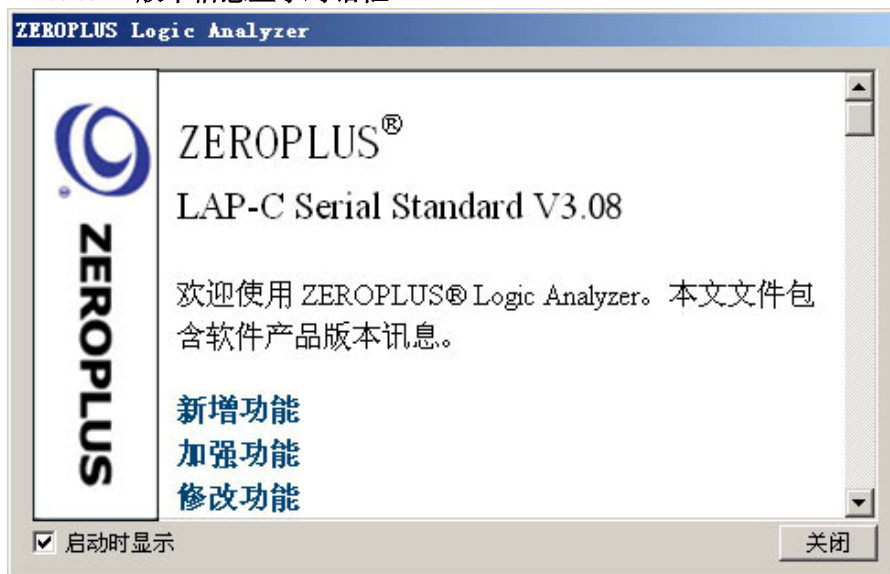 ZEROPLUS Logic Analyzer
ZEROPLUS
ZEROPLUS®
LAP-C Serial Standard V3.08
欢迎使用 ZEROPLUS® Logic Analyzer。本文文件包
含软件产品版本讯息。
新增功能
加强功能
修改功能
启动时显示
关闭